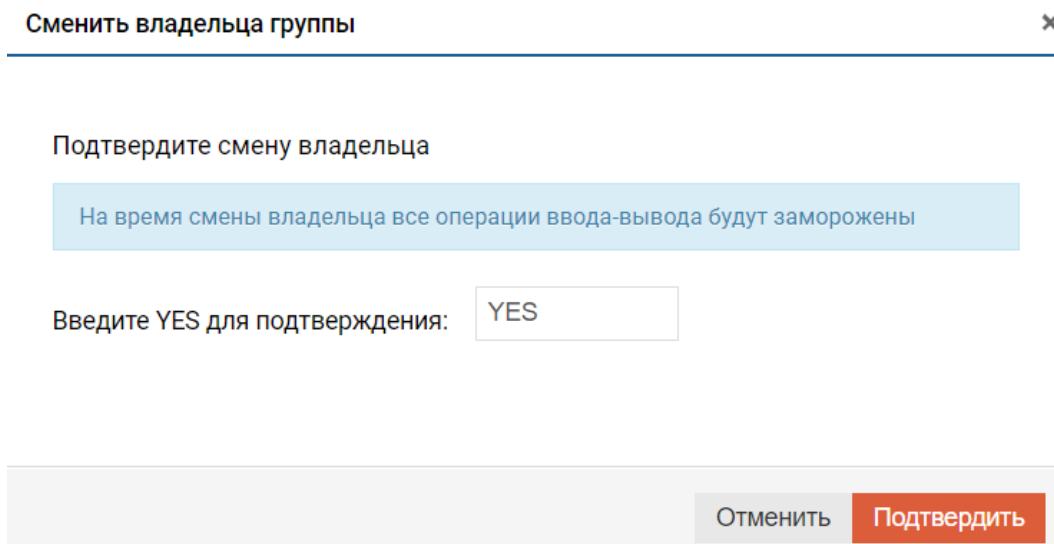 Сменить владельца группы
Подтвердите смену владельца
На время смены владельца все операции ввода-вывода будут заморожены
Введите YES для подтверждения: YES
Отменить Подтвердить